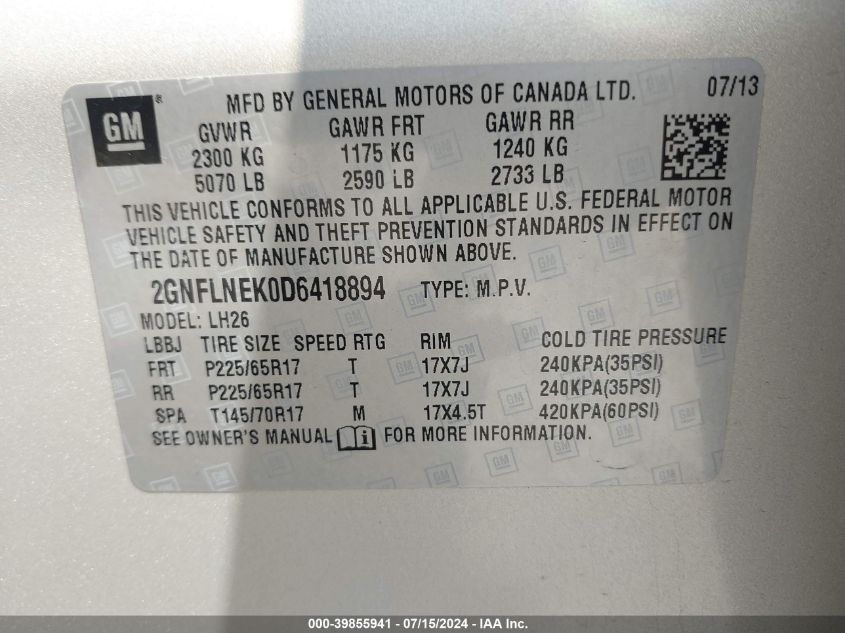 MFD BY GENERAL MOTORS OF CANADA LTD. 07/13
GM ®
GVWR GAWR FRT GAWR RR
2300 KG 1175 KG 1240 KG
5070 LB 2590 LB 2733 LB
THIS VEHICLE CONFORMS TO ALL APPLICABLE U.S. FEDERAL MOTOR
VEHICLE SAFETY AND THEFT PREVENTION STANDARDS IN EFFECT ON
THE DATE OF MANUFACTURE SHOWN ABOVE.
2GNFLNEK0D6418894 TYPE: M.P.V.
MODEL: LH26
LBBJ TIRE SIZE SPEED RTG RIM COLD TIRE PRESSURE
FRT P225/65R17 T 17X7J 240KPA(35PSI)
RR P225/65R17 T 17X7J 240KPA(35PSI)
SPA T145/70R17 M 17X4.5T 420KPA(60PSI)
SEE OWNER'S MANUAL FOR MORE INFORMATION.
000-39855941 - 07/15/2024 - IAA Inc.